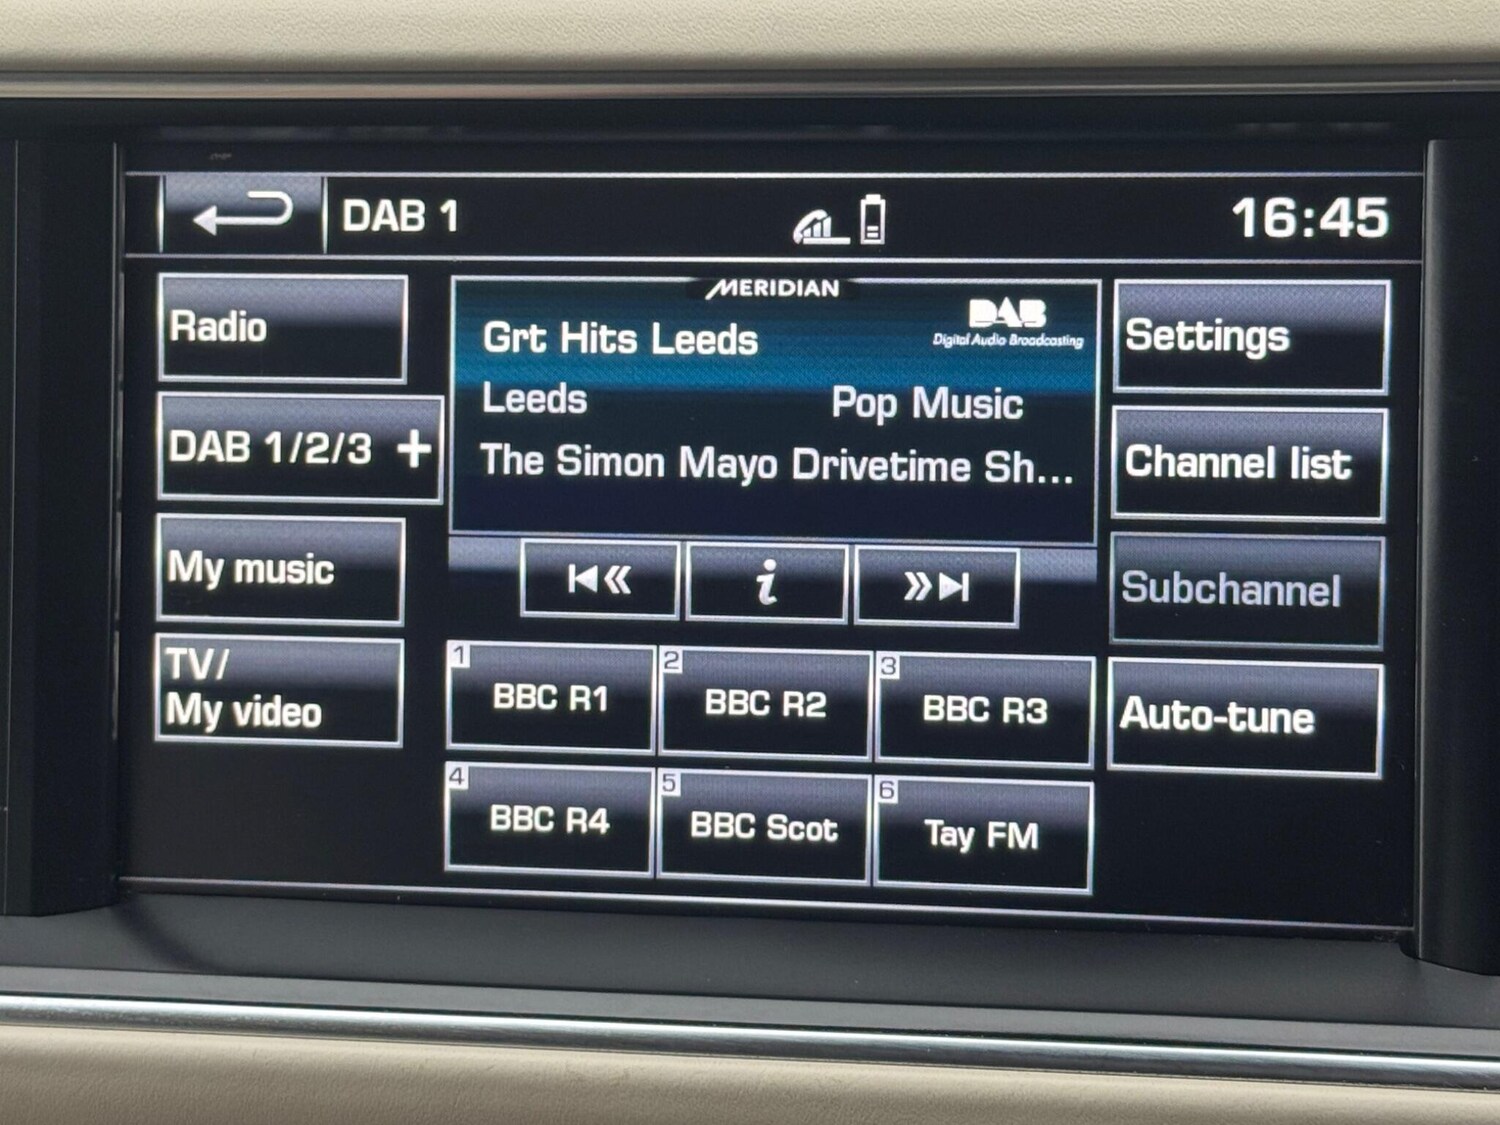 DAB 1
16:45
Radio
DAB 1/2/3 +
My music
TV/
My video
MERIDIAN
DAB
Digital Audio Broadcasting
Grt Hits Leeds
Leeds
Pop Music
The Simon Mayo Drivetime Sh...
i
1
BBC R1
2
BBC R2
3
BBC R3
4
BBC R4
5
BBC Scot
6
Tay FM
Settings
Channel list
Subchannel
Auto-tune